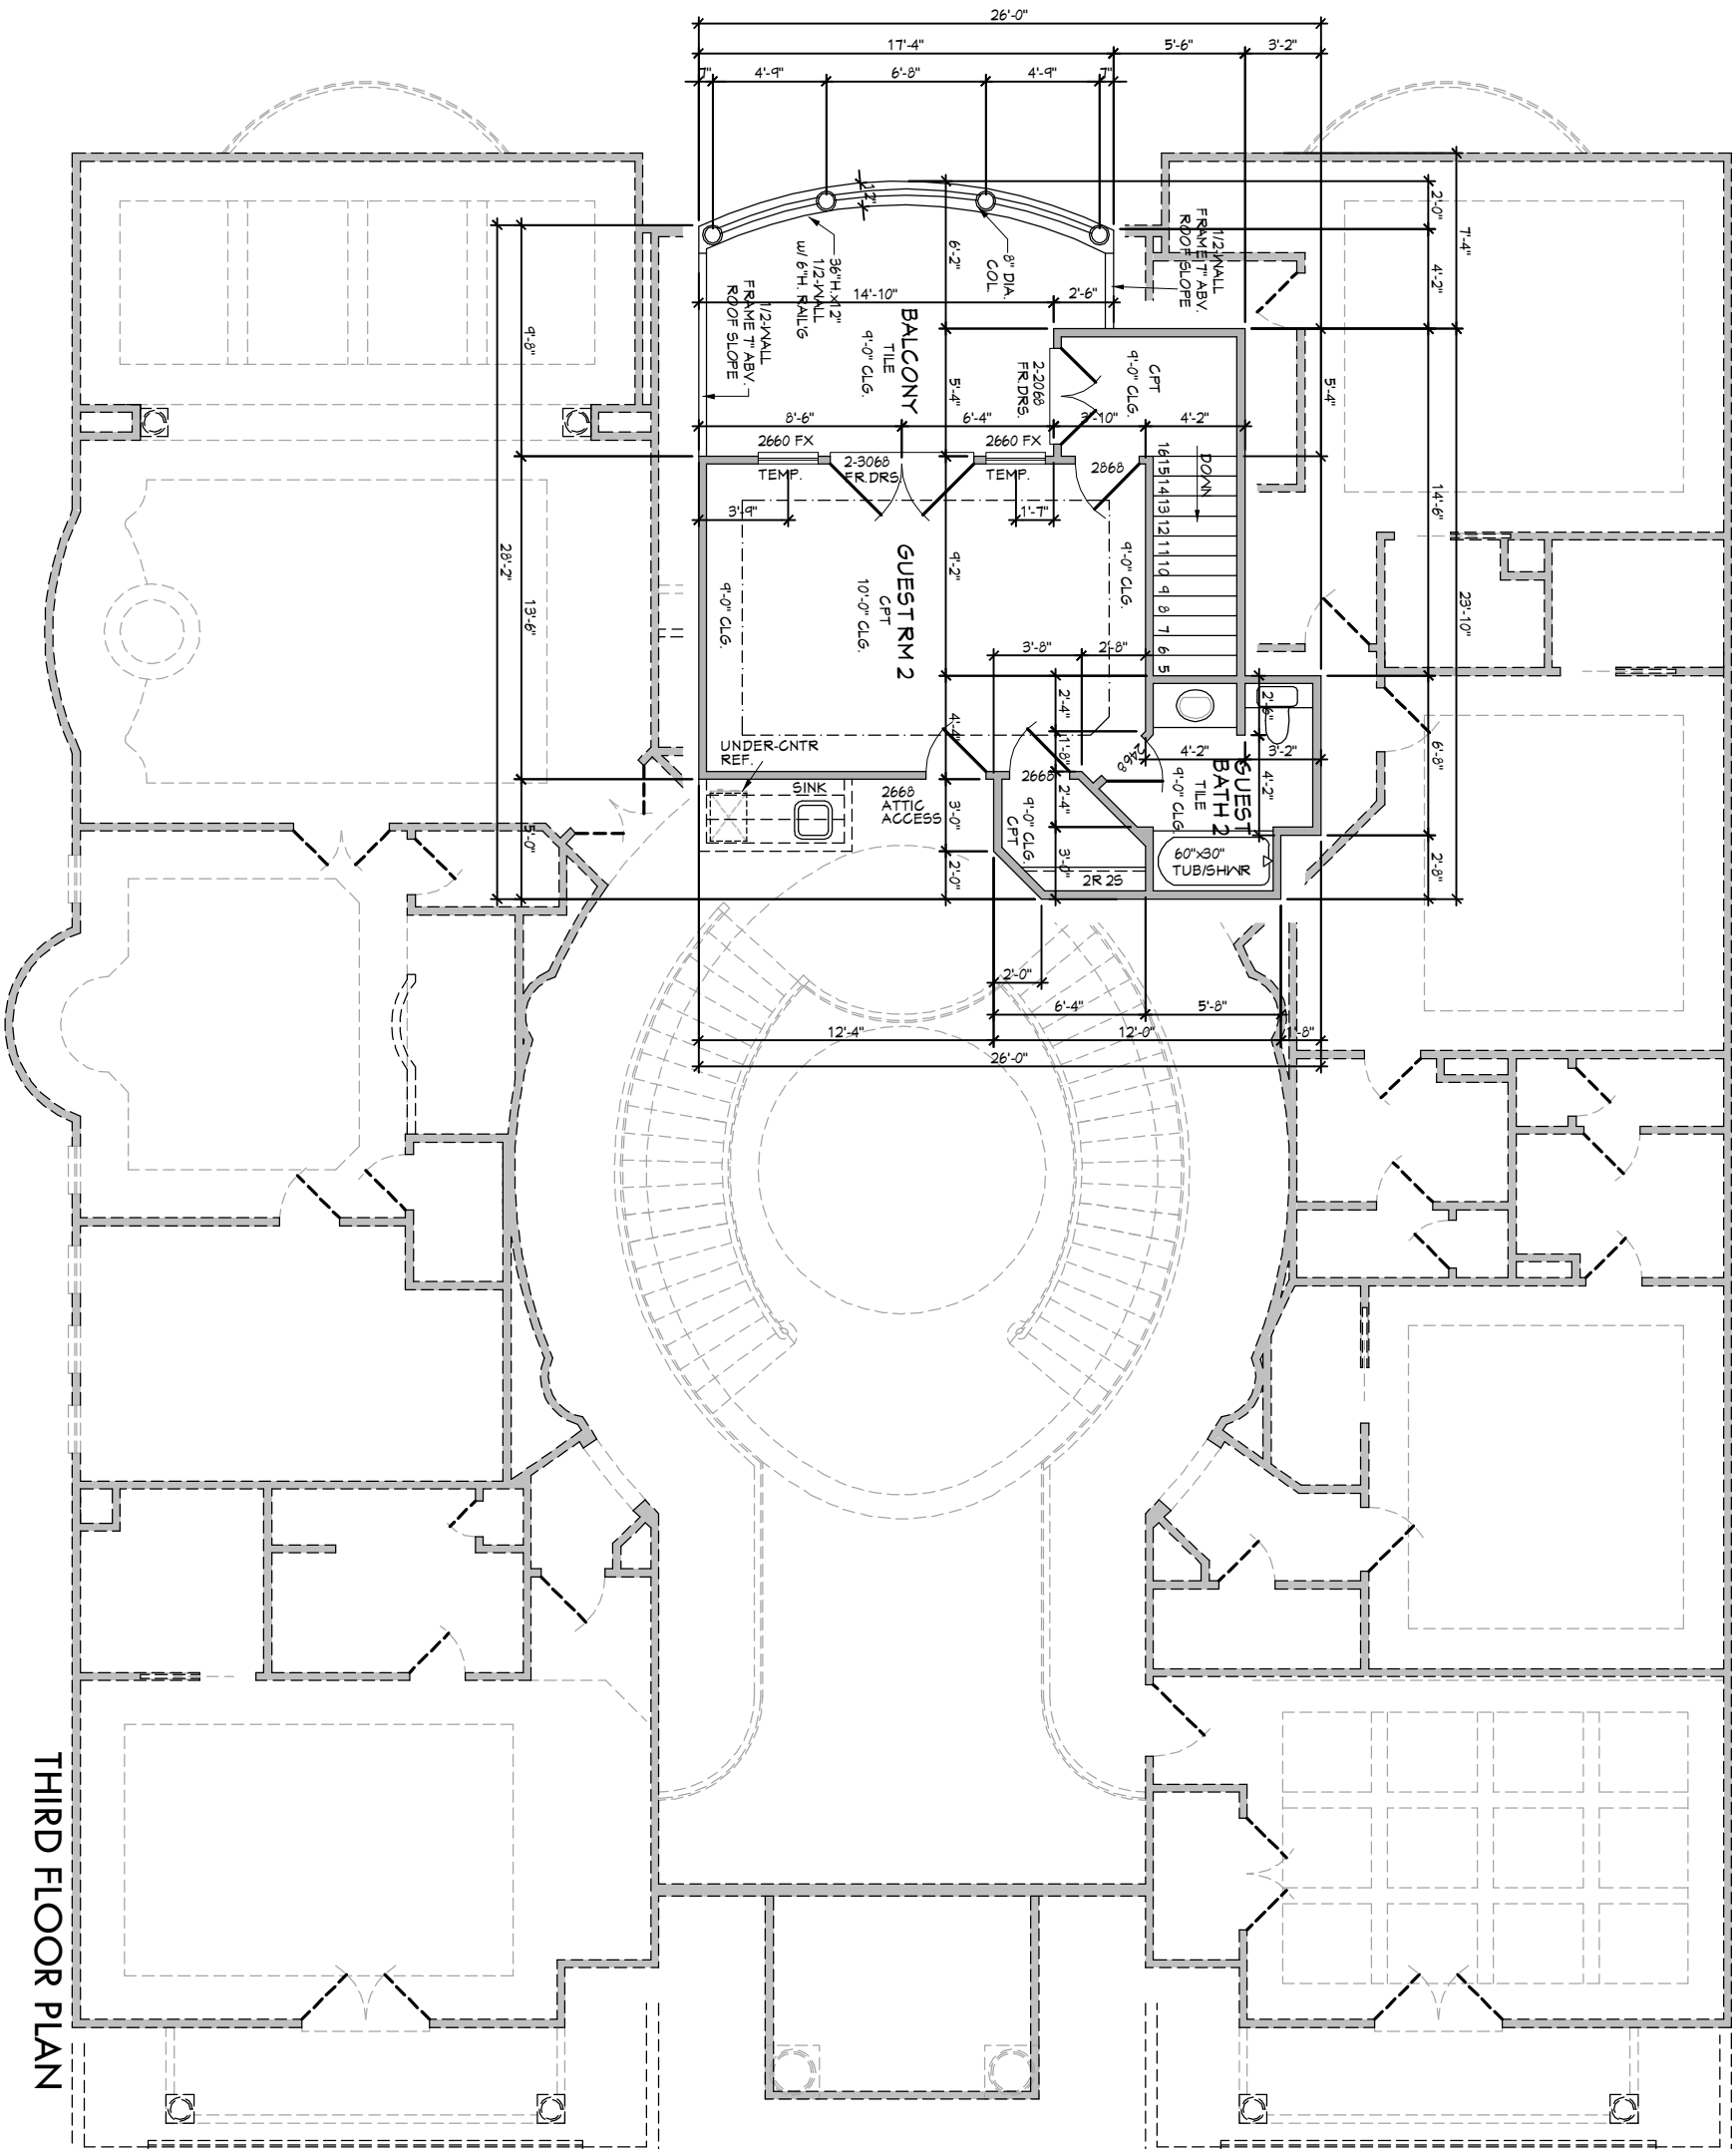 26'-0"
17'-4"
5'-6"
3'-2"
7"
4'-9"
6'-8"
4'-9"
7"
12"
2'-0"
7'-4"
4'-2"
1/2-WALL
FRAME 7" ABV.
ROOF SLOPE
8" DIA.
COL.
36"H.x12"
1/2-WALL
W/ 6"H. RAIL'G
6'-2"
14'-10"
2'-6"
1/2-WALL
FRAME 7" ABV.
ROOF SLOPE
BALCONY
TILE
9'-0" CLG.
9'-8"
5'-4"
2-2068
FR.DRS.
CPT
9'-0" CLG.
5'-4"
8'-6"
6'-4"
3'-10"
4'-2"
2660 FX
2-3068
FR.DRS.
2660 FX
2868
TEMP.
TEMP.
DOWN
16
15
14
13
12
11
10
9
8
7
6
5
3'-9"
1'-7"
14'-6"
28'-2"
13'-6"
9'-2"
23'-10"
GUEST RM 2
CPT
10'-0" CLG.
9'-0" CLG.
9'-0" CLG.
3'-8"
2'-8"
2'-4"
2'-6"
4'-4"
1'-8"
2468
4'-2"
3'-2"
6'-8"
UNDER-CNTR
REF.
SINK
2668
ATTIC
ACCESS
2668
2'-4"
GUEST
BATH 2
TILE
9'-0" CLG.
4'-2"
5'-0"
3'-0"
9'-0" CLG.
CPT
3'-0"
60"x30"
TUB/SHWR
2'-8"
2'-0"
2R 2S
2'-0"
6'-4"
5'-8"
12'-4"
12'-0"
1'-8"
26'-0"
THIRD FLOOR PLAN